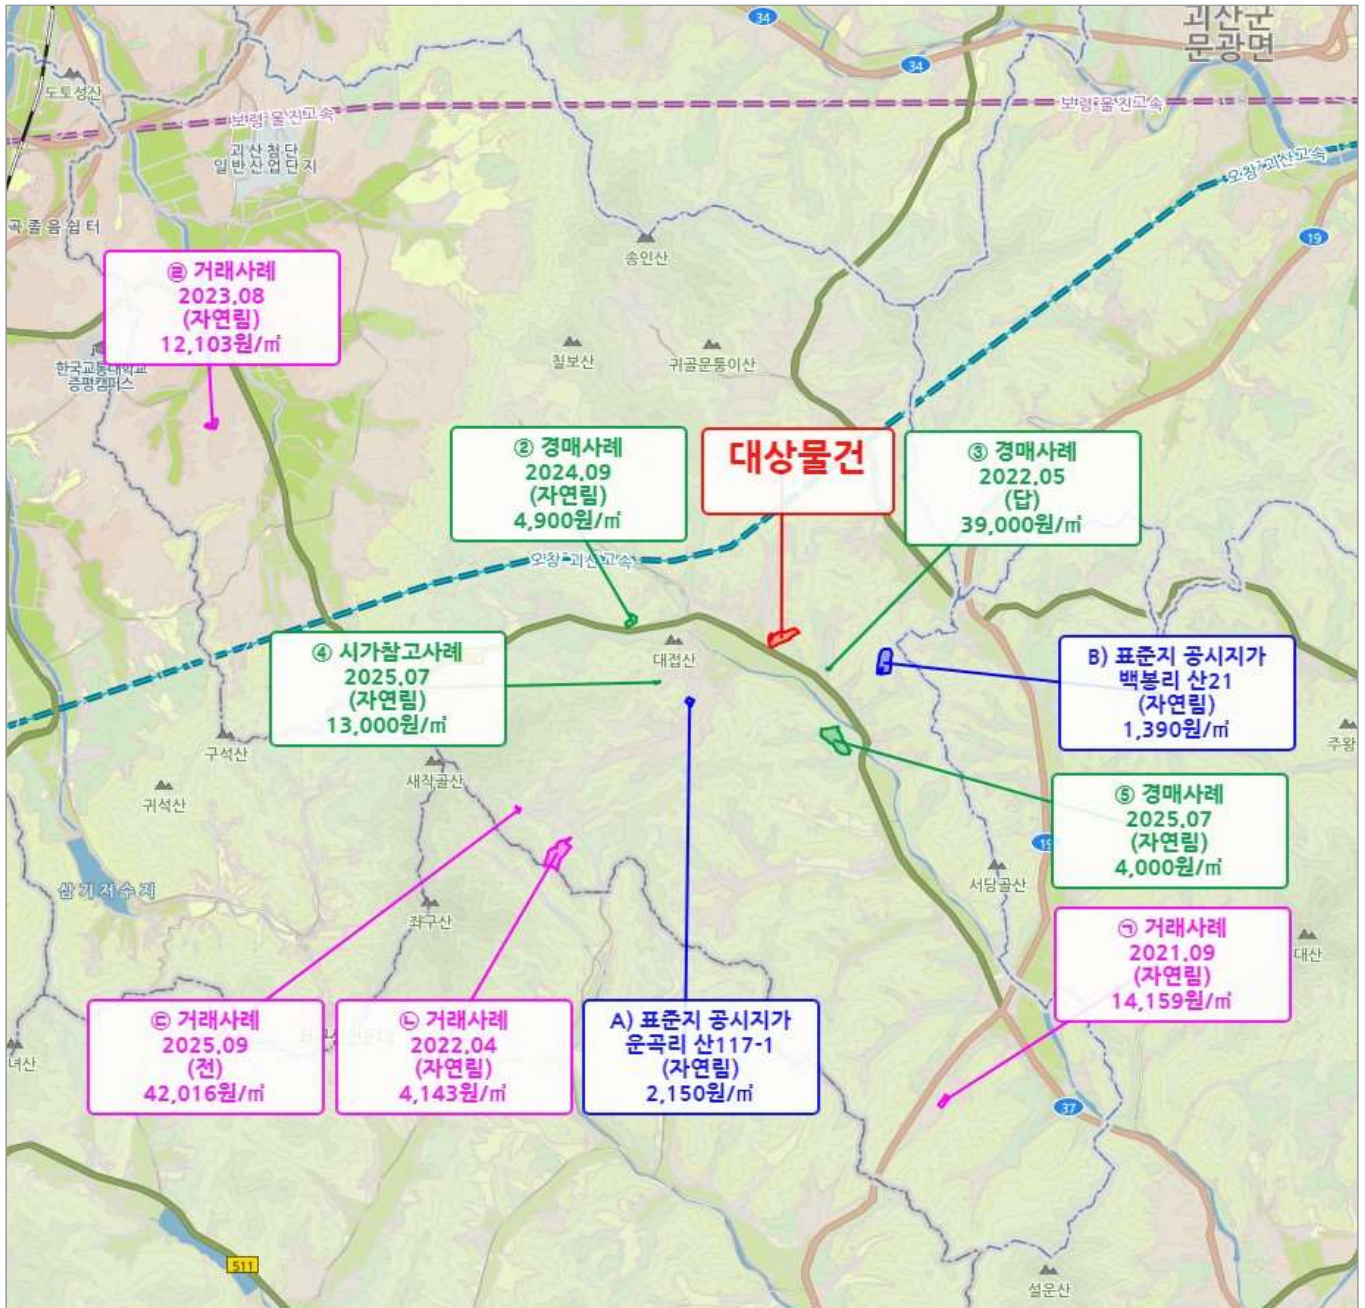 34
괴산군
문광면
34
도토성산
보령~울진고속
보령~울진고속
괴산첨단
일반산업단지
오창~괴산고속
곡졸음쉼터
19
송인산
㉣ 거래사례
2023.08
(자연림)
12,103원/㎡
칠보산
귀골문퉁이산
한국교통대학교
증평캠퍼스
② 경매사례
2024.09
(자연림)
4,900원/㎡
대상물건
③ 경매사례
2022.05
(답)
39,000원/㎡
오창~괴산고속
④ 시가참고사례
2025.07
(자연림)
13,000원/㎡
대접산
B) 표준지 공시지가
백봉리 산21
(자연림)
1,390원/㎡
주왕
구석산
새작골산
귀석산
⑤ 경매사례
2025.07
(자연림)
4,000원/㎡
19
삼기저수지
좌구산
서당골산
㉠ 거래사례
2021.09
(자연림)
14,159원/㎡
대산
㉢ 거래사례
2025.09
(전)
42,016원/㎡
㉡ 거래사례
2022.04
(자연림)
4,143원/㎡
A) 표준지 공시지가
운곡리 산117-1
(자연림)
2,150원/㎡
녀산
37
511
설운산